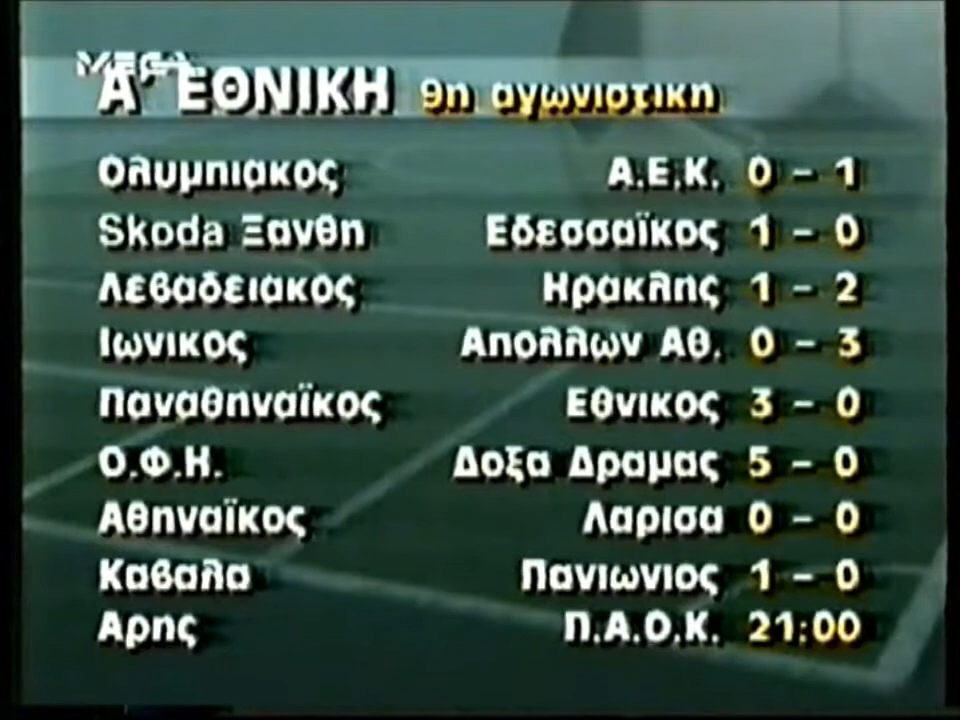 MEGA
Α' ΕΘΝΙΚΗ 9η αγωνιστικη
Ολυμπιακος Α.Ε.Κ. 0 - 1
Skoda Ξανθη Εδεσσαϊκος 1 - 0
Λεβαδειακος Ηρακλης 1 - 2
Ιωνικος Απολλων Αθ. 0 - 3
Παναθηναϊκος Εθνικος 3 - 0
Ο.Φ.Η. Δοξα Δραμας 5 - 0
Αθηναϊκος Λαρισα 0 - 0
Καβαλα Πανιωνιος 1 - 0
Αρης Π.Α.Ο.Κ. 21:00